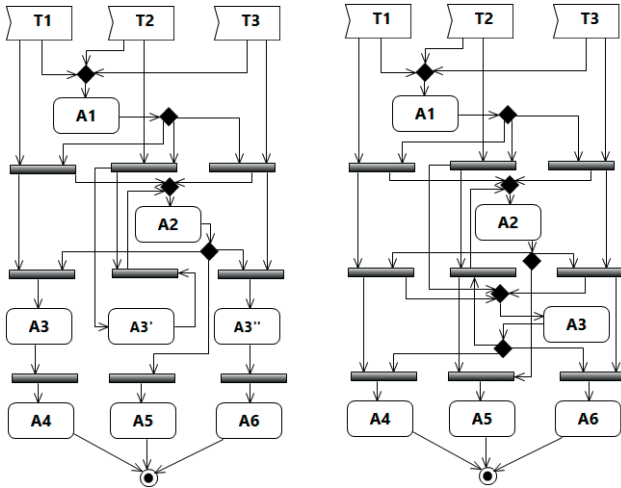 T1 T2 T3 T1 T2 T3
A1 A1
A2 A2
A3 A3' A3'' A3
A4 A5 A6 A4 A5 A6